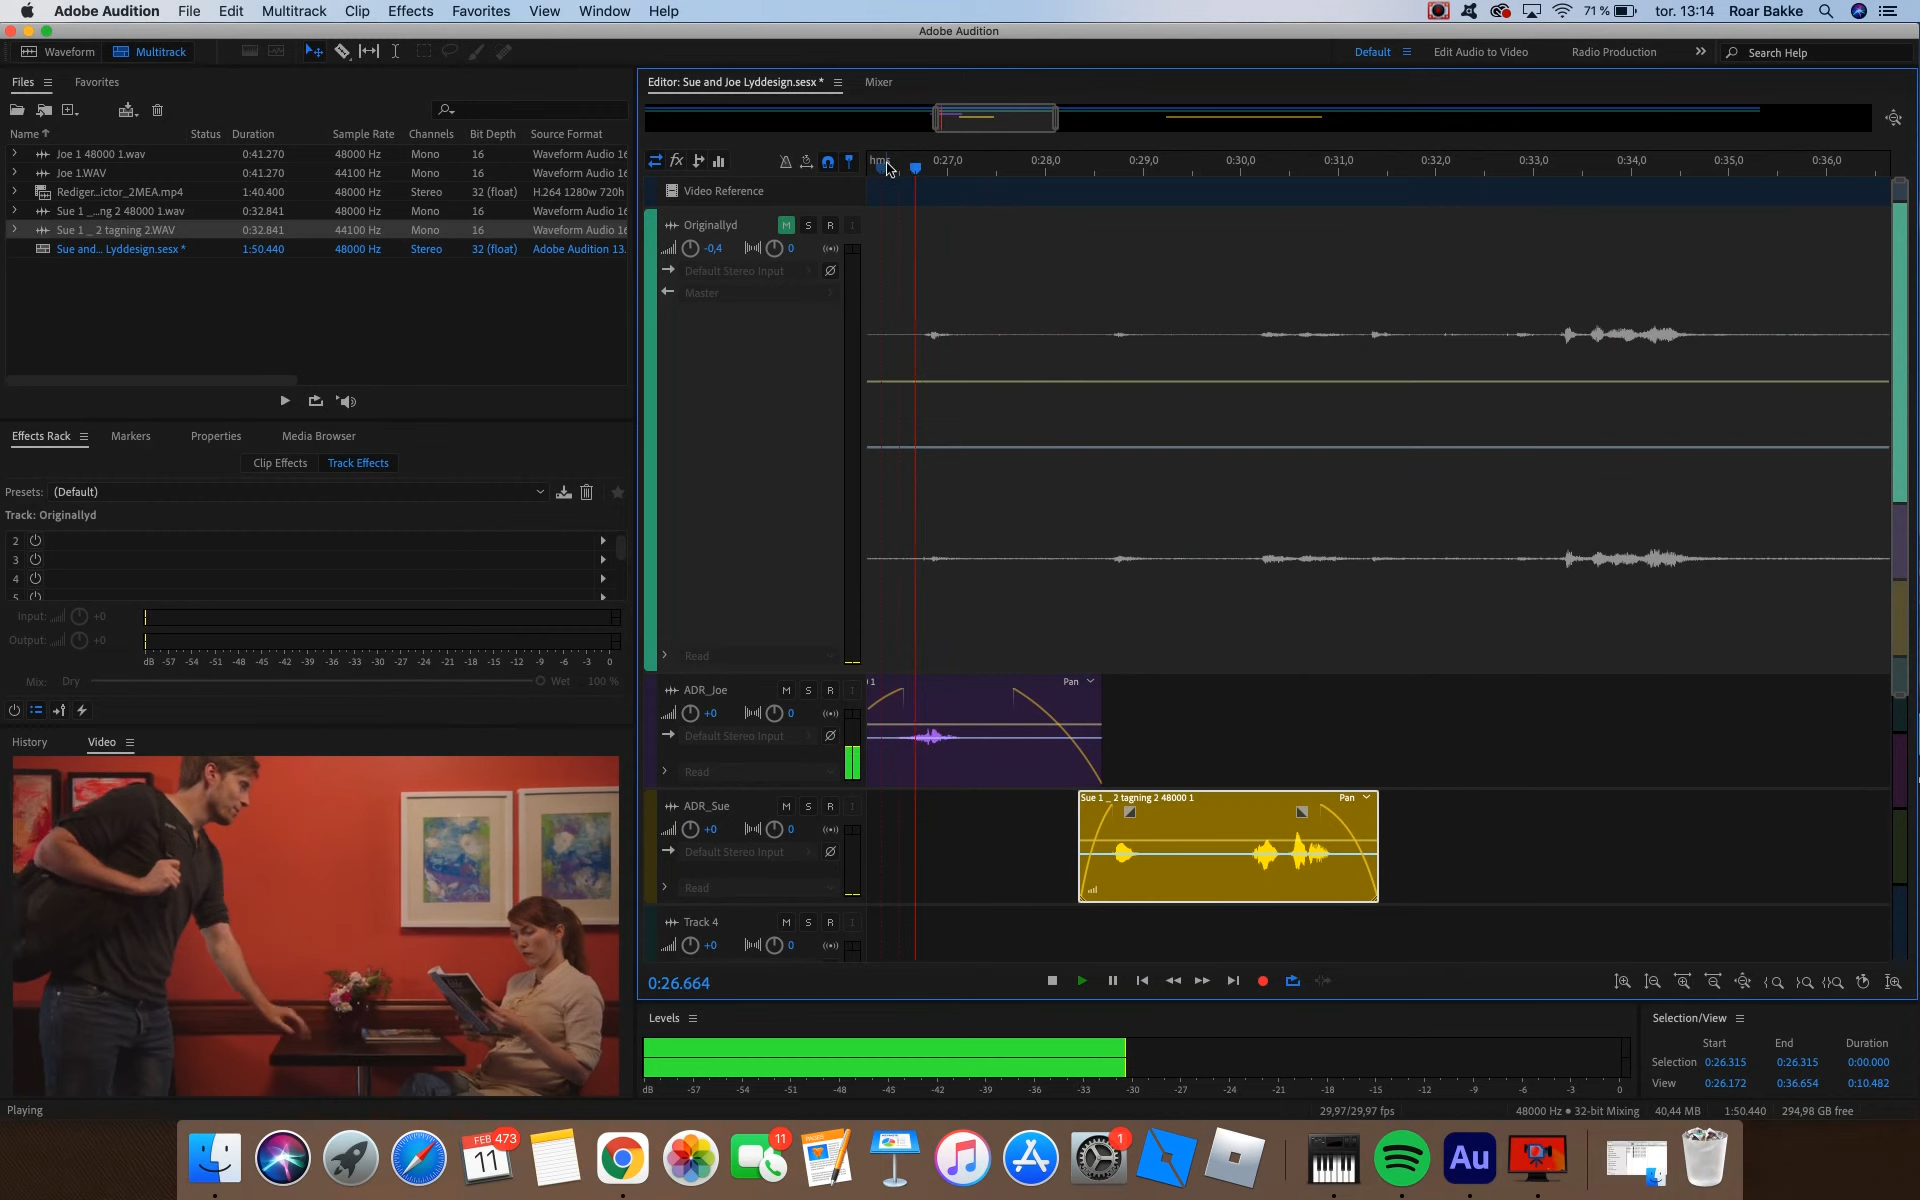 Adobe Audition File Edit Multitrack Clip Effects Favorites View Window Help 71 % tor. 13:14 Roar Bakke
Adobe Audition
Waveform Multitrack Default Edit Audio to Video Radio Production Search Help
Files Favorites
Name Status Duration Sample Rate Channels Bit Depth Source Format
Joe 1 48000 1.wav 0:41.270 48000 Hz Mono 16 Waveform Audio 16
Joe 1.WAV 0:41.270 44100 Hz Mono 16 Waveform Audio 16
Rediger...ictor_2MEA.mp4 1:40.400 48000 Hz Stereo 32 (float) H.264 1280w 720h
Sue 1 _...ng 2 48000 1.wav 0:32.841 48000 Hz Mono 16 Waveform Audio 16
Sue 1 _ 2 tagning 2.WAV 0:32.841 44100 Hz Mono 16 Waveform Audio 16
Sue and... Lyddesign.sesx * 1:50.440 48000 Hz Stereo 32 (float) Adobe Audition 13.
Effects Rack Markers Properties Media Browser
Clip Effects Track Effects
Presets: (Default)
Track: Originallyd
2
3
4
5
Input: +0
Output: +0
dB -57 -54 -51 -48 -45 -42 -39 -36 -33 -30 -27 -24 -21 -18 -15 -12 -9 -6 -3 0
Mix: Dry Wet 100 %
History Video
Editor: Sue and Joe Lyddesign.sesx * Mixer
fx hms 0:27,0 0:28,0 0:29,0 0:30,0 0:31,0 0:32,0 0:33,0 0:34,0 0:35,0 0:36,0
Video Reference
Originallyd M S R I
-0,4 0
Default Stereo Input
Master
Read
ADR_Joe M S R I
1 Pan
+0 0
Default Stereo Input
Read
ADR_Sue M S R I
Sue 1 _ 2 tagning 2 48000 1 Pan
+0 0
Default Stereo Input
Read
Track 4 M S R I
+0 0
0:26.664
Levels
dB -57 -54 -51 -48 -45 -42 -39 -36 -33 -30 -27 -24 -21 -18 -15 -12 -9 -6 -3 0
Selection/View
Start End Duration
Selection 0:26.315 0:26.315 0:00.000
View 0:26.172 0:36.654 0:10.482
Playing 29,97/29,97 fps 48000 Hz • 32-bit Mixing 40,44 MB 1:50.440 294,98 GB free
FEB 473
11
11
PAGES
1
Au